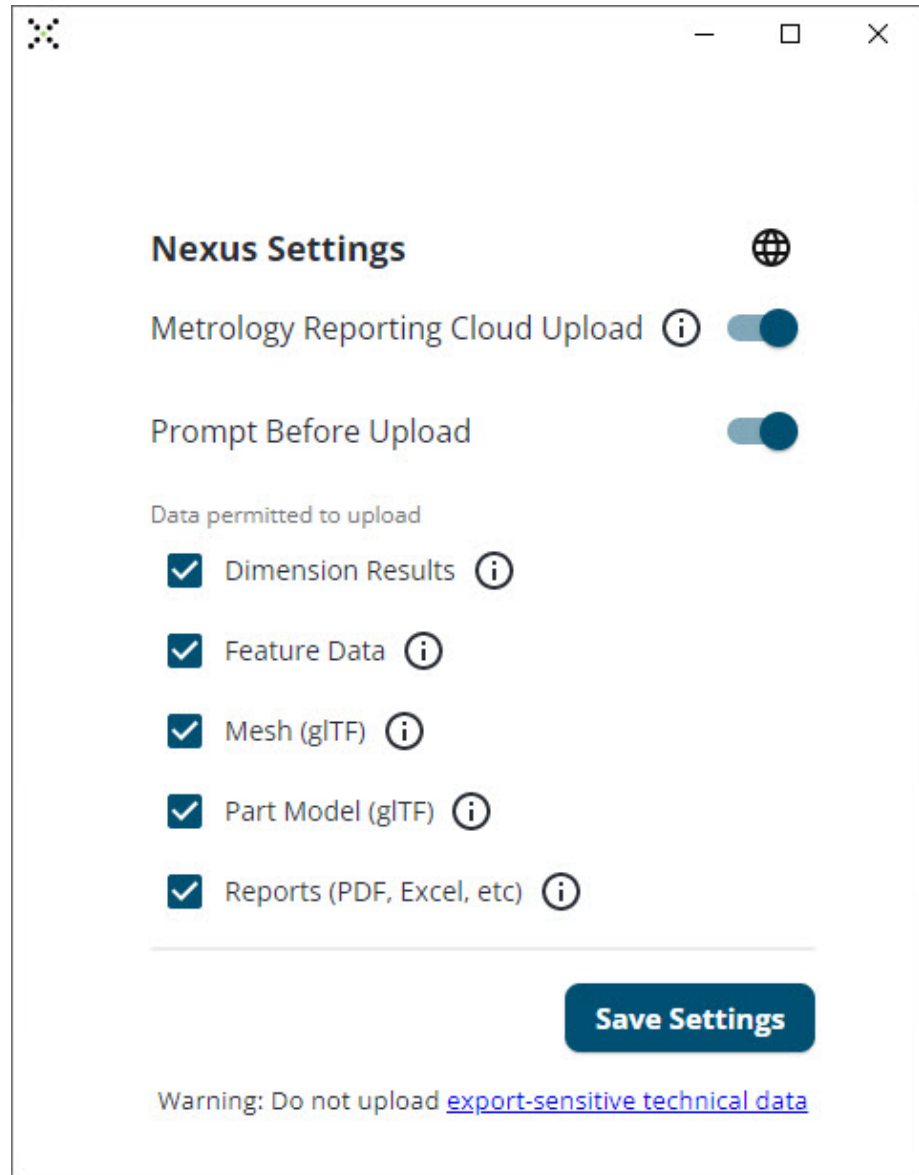 Nexus Settings
Metrology Reporting Cloud Upload
Prompt Before Upload
Data permitted to upload
Dimension Results
Feature Data
Mesh (glTF)
Part Model (glTF)
Reports (PDF, Excel, etc)
Save Settings
Warning: Do not upload export-sensitive technical data